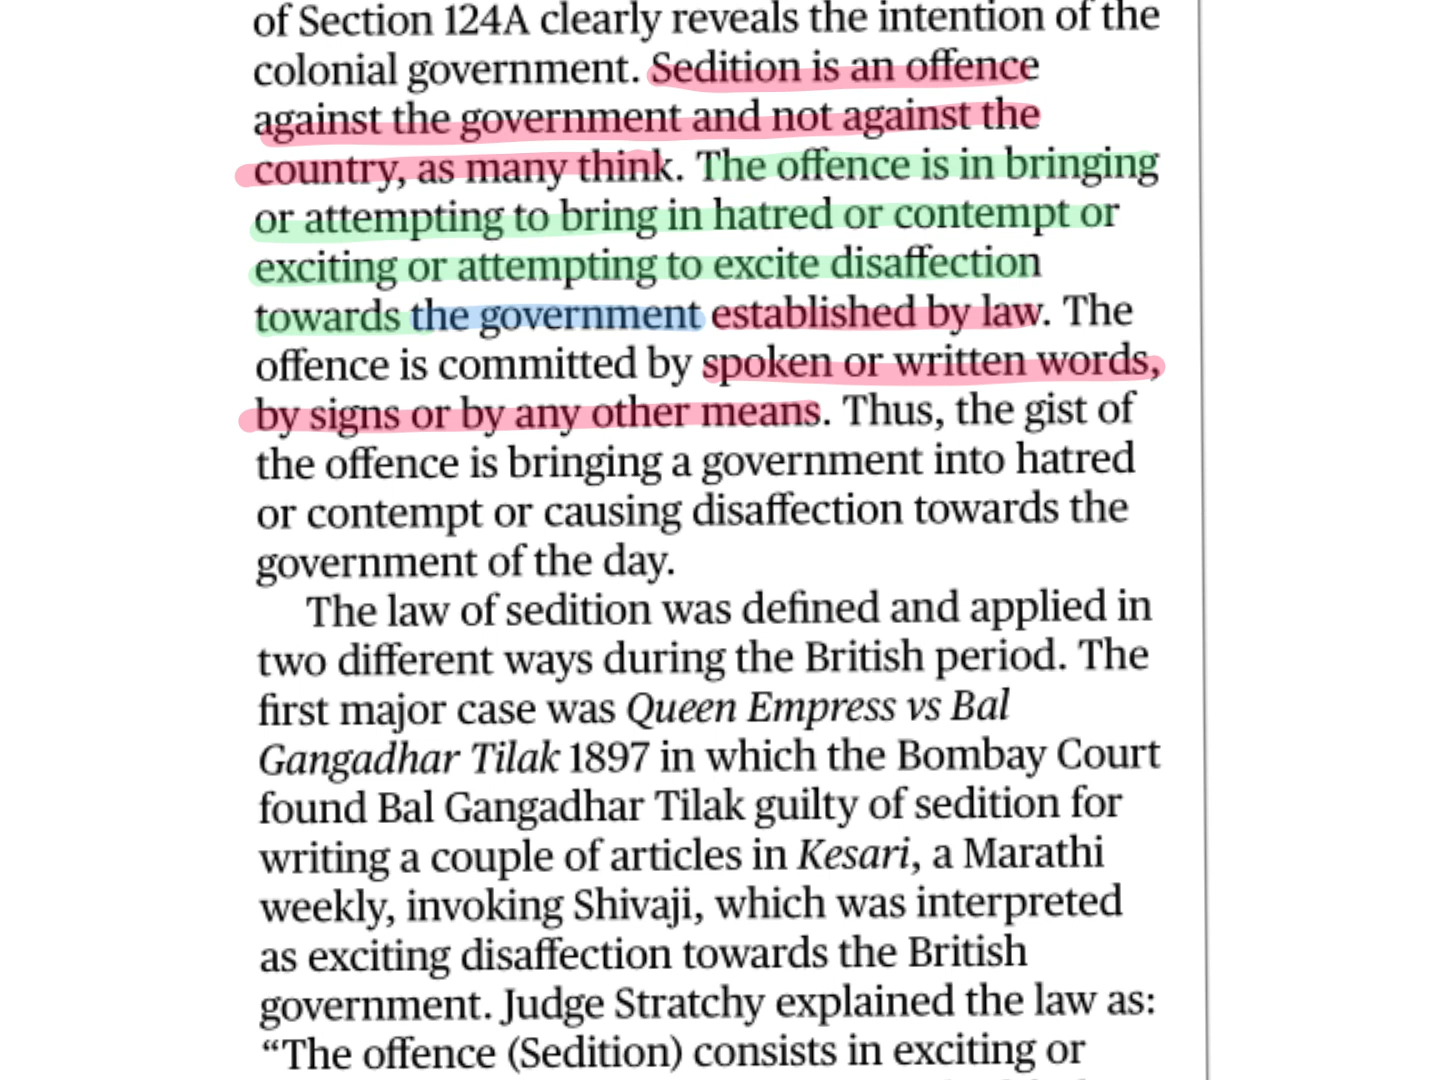 of Section 124A clearly reveals the intention of the
colonial government. Sedition is an offence
against the government and not against the
country, as many think. The offence is in bringing
or attempting to bring in hatred or contempt or
exciting or attempting to excite disaffection
towards the government established by law. The
offence is committed by spoken or written words,
by signs or by any other means. Thus, the gist of
the offence is bringing a government into hatred
or contempt or causing disaffection towards the
government of the day.
The law of sedition was defined and applied in
two different ways during the British period. The
first major case was Queen Empress vs Bal
Gangadhar Tilak 1897 in which the Bombay Court
found Bal Gangadhar Tilak guilty of sedition for
writing a couple of articles in Kesari, a Marathi
weekly, invoking Shivaji, which was interpreted
as exciting disaffection towards the British
government. Judge Stratchy explained the law as:
“The offence (Sedition) consists in exciting or